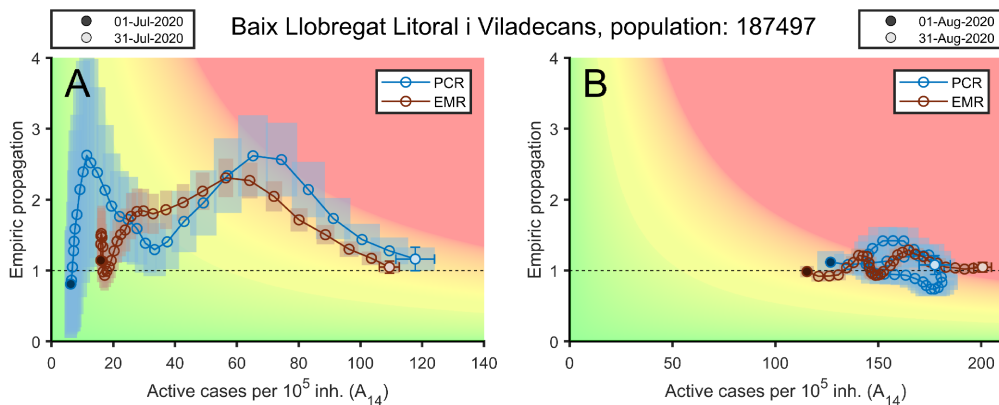 01-Jul-2020
31-Jul-2020
Baix Llobregat Litoral i Viladecans, population: 187497
01-Aug-2020
31-Aug-2020
A
PCR
EMR
4
3
2
1
0
Empiric propagation
0 20 40 60 80 100 120 140
Active cases per 10⁵ inh. (A₁₄)
B
PCR
EMR
4
3
2
1
0
Empiric propagation
0 50 100 150 200
Active cases per 10⁵ inh. (A₁₄)